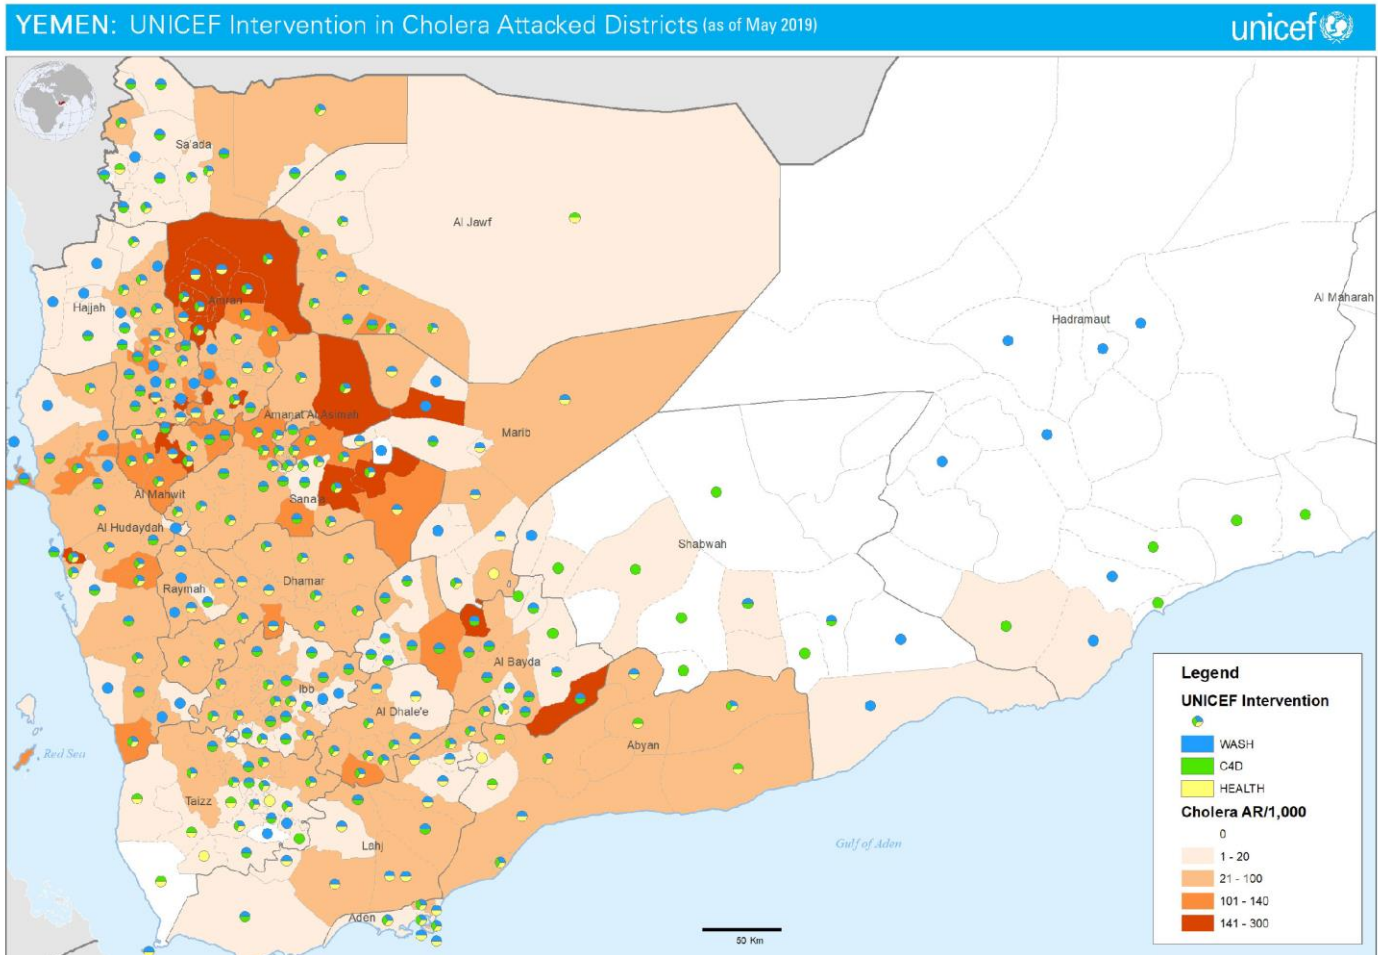 YEMEN: UNICEF Intervention in Cholera Attacked Districts (as of May 2019)
unicef
Sa'ada
Al Jawf
Al Maharah
Hajjah
Amran
Hadramaut
Amanat Al Asimah
Marib
Al Mahwit
Sana'a
Al Hudaydah
Shabwah
Dhamar
Raymah
Al Bayda
Ibb
Al Dhale'e
Abyan
Red Sea
Taizz
Lahj
Gulf of Aden
Aden
50 Km
Legend
UNICEF Intervention
WASH
C4D
HEALTH
Cholera AR/1,000
0
1 - 20
21 - 100
101 - 140
141 - 300